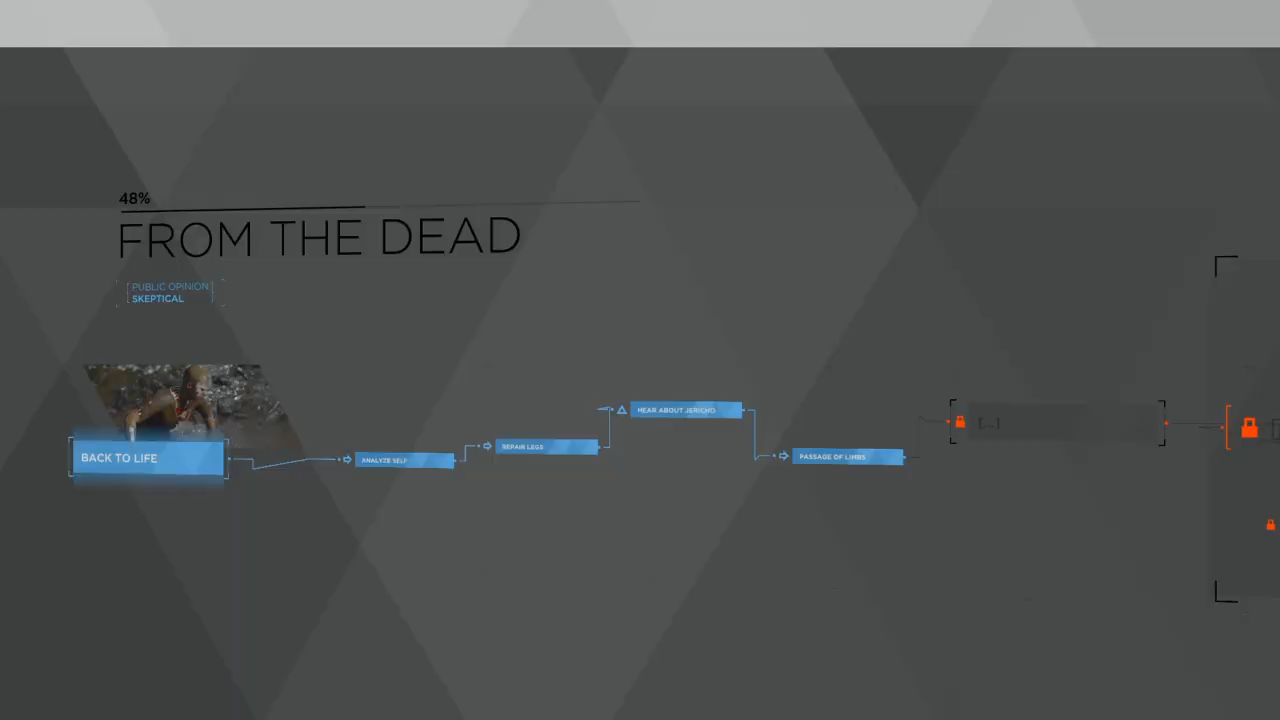 48%
FROM THE DEAD
PUBLIC OPINION
SKEPTICAL
BACK TO LIFE
ANALYZE SELF
REPAIR LEGS
HEAR ABOUT JERICHO
PASSAGE OF LIMBS
[...]